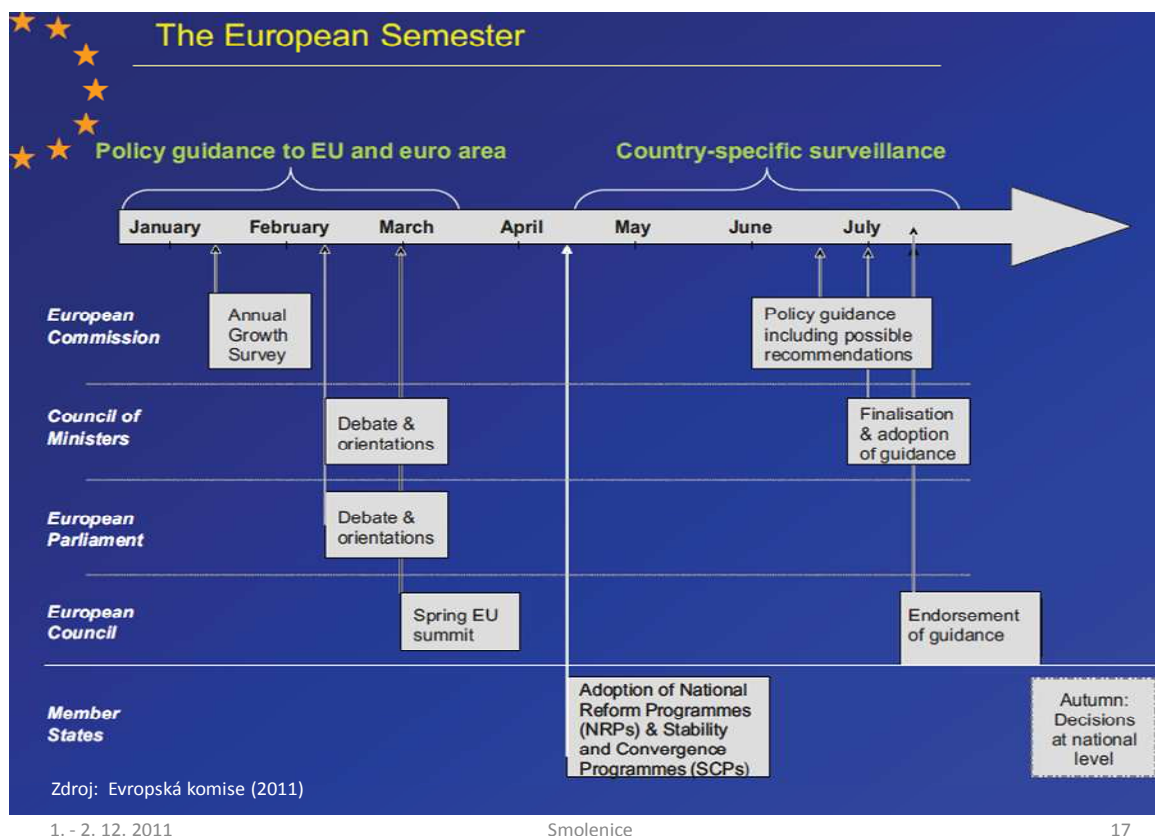 The European Semester
Policy guidance to EU and euro area
Country-specific surveillance
January February March April May June July
European
Commission
Annual
Growth
Survey
Policy guidance
including possible
recommendations
Council of
Ministers
Debate &
orientations
Finalisation
& adoption
of guidance
European
Parliament
Debate &
orientations
European
Council
Spring EU
summit
Endorsement
of guidance
Member
States
Adoption of National
Reform Programmes
(NRPs) & Stability
and Convergence
Programmes (SCPs)
Autumn:
Decisions
at national
level
Zdroj: Evropská komise (2011)
1. - 2. 12. 2011 Smolenice 17